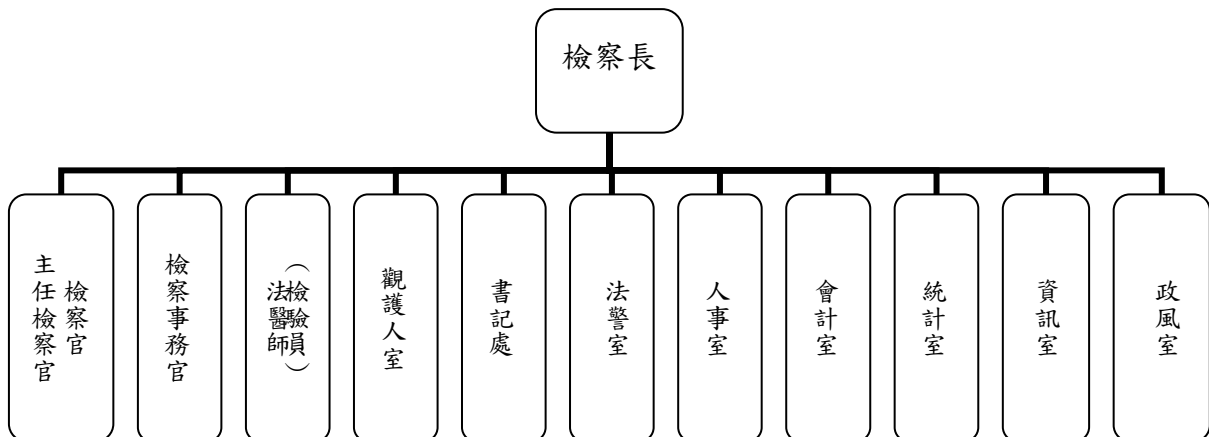 檢察長
主任檢察官
檢察官
檢察事務官
法醫師
（檢驗員）
觀護人室
書記處
法警室
人事室
會計室
統計室
資訊室
政風室